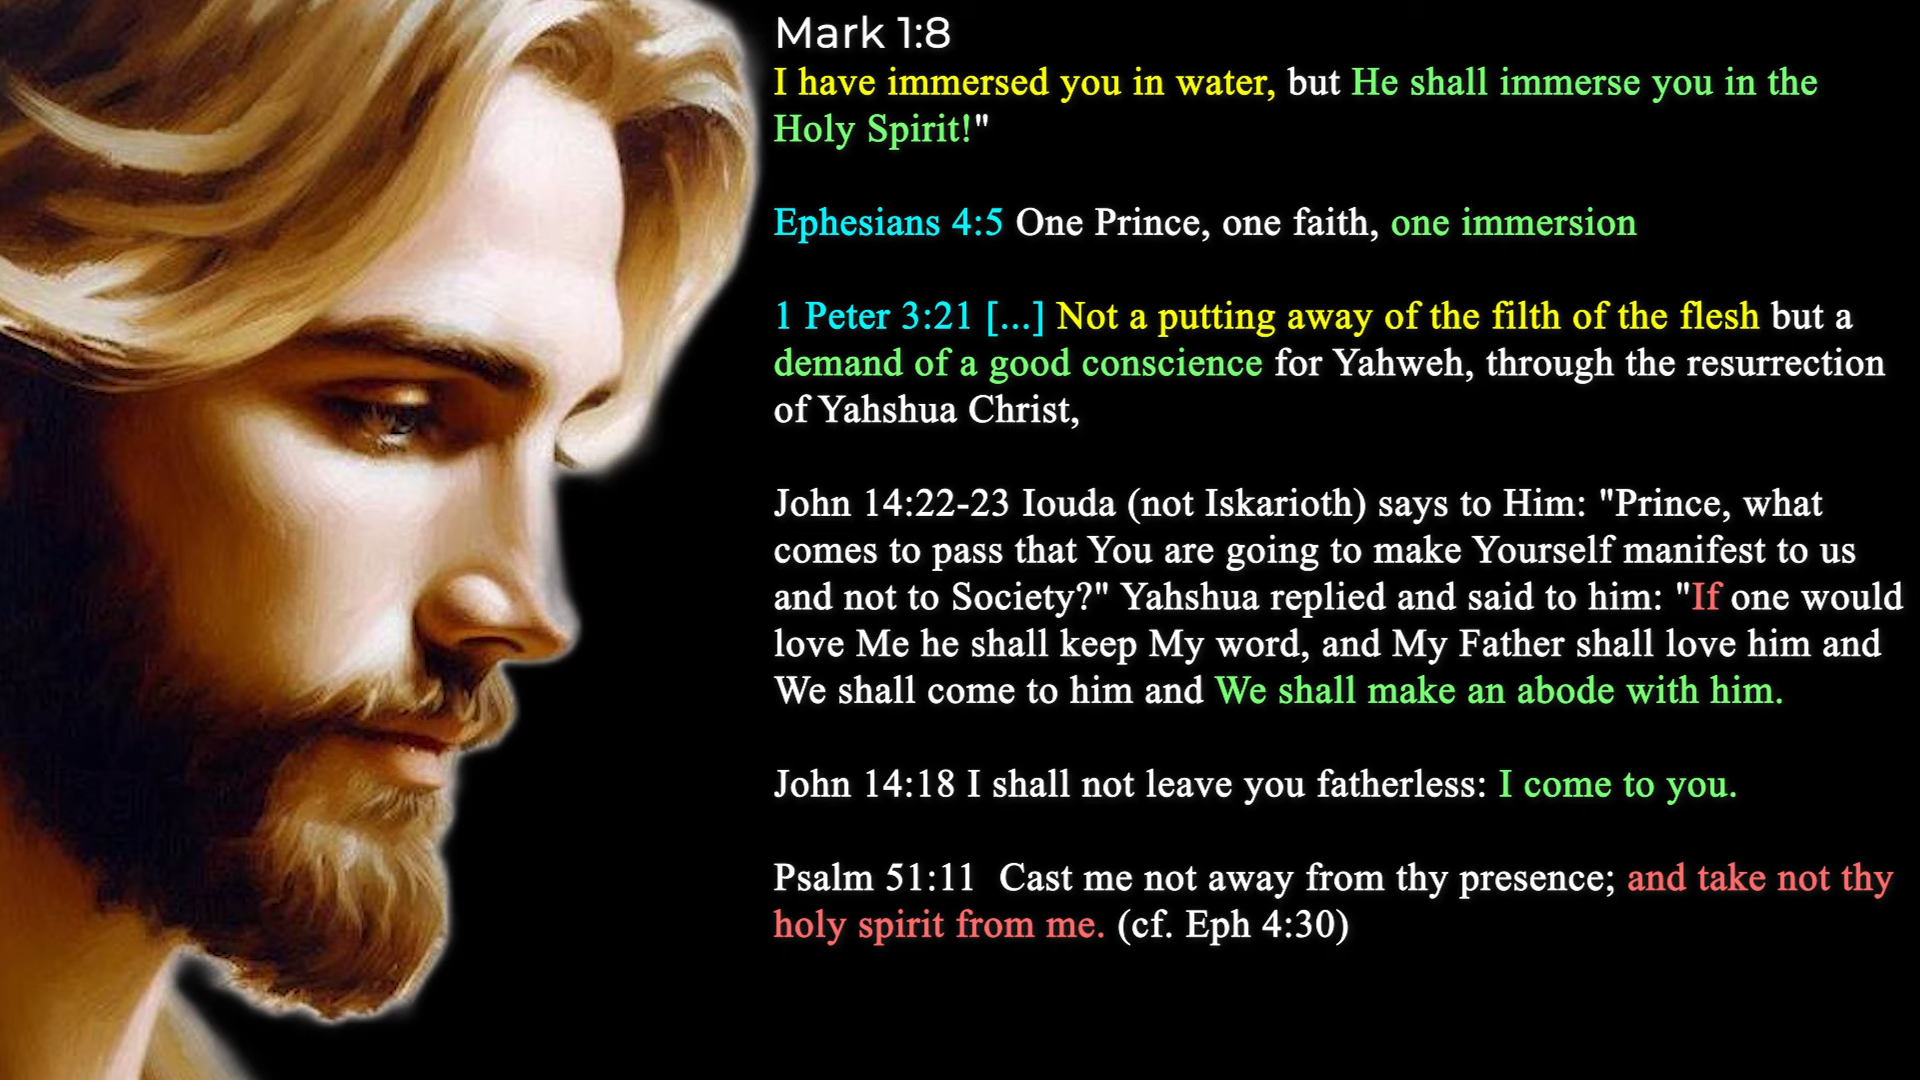 Mark 1:8
I have immersed you in water, but He shall immerse you in the
Holy Spirit!"
Ephesians 4:5 One Prince, one faith, one immersion
1 Peter 3:21 [...] Not a putting away of the filth of the flesh but a
demand of a good conscience for Yahweh, through the resurrection
of Yahshua Christ,
John 14:22-23 Iouda (not Iskarioth) says to Him: "Prince, what
comes to pass that You are going to make Yourself manifest to us
and not to Society?" Yahshua replied and said to him: "If one would
love Me he shall keep My word, and My Father shall love him and
We shall come to him and We shall make an abode with him.
John 14:18 I shall not leave you fatherless: I come to you.
Psalm 51:11  Cast me not away from thy presence; and take not thy
holy spirit from me. (cf. Eph 4:30)